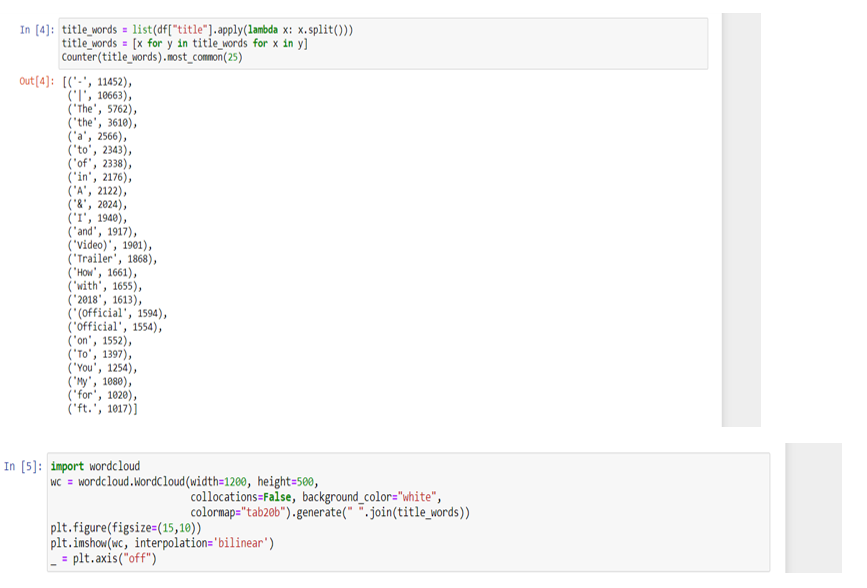 In [4]: title_words = list(df["title"].apply(lambda x: x.split()))
title_words = [x for y in title_words for x in y]
Counter(title_words).most_common(25)
Out[4]: [('-', 11452),
('|', 10663),
('The', 5762),
('the', 3610),
('a', 2566),
('to', 2343),
('of', 2338),
('in', 2176),
('A', 2122),
('&', 2024),
('I', 1940),
('and', 1917),
('Video)', 1901),
('Trailer', 1868),
('How', 1661),
('with', 1655),
('2018', 1613),
('(Official', 1594),
('Official', 1554),
('on', 1552),
('To', 1397),
('You', 1254),
('My', 1080),
('for', 1020),
('ft.', 1017)]
In [5]: import wordcloud
wc = wordcloud.WordCloud(width=1200, height=500,
collocations=False, background_color="white",
colormap="tab20b").generate(" ".join(title_words))
plt.figure(figsize=(15,10))
plt.imshow(wc, interpolation='bilinear')
_ = plt.axis("off")